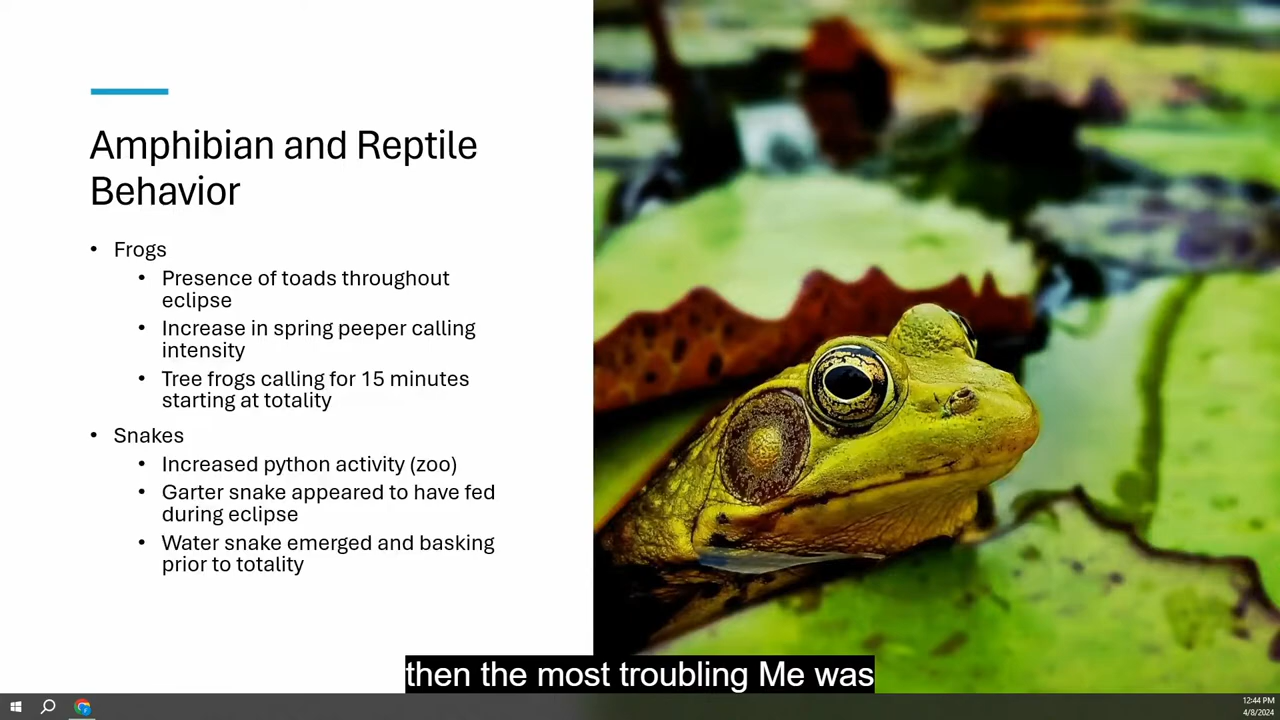 Amphibian and Reptile
Behavior
• Frogs
• Presence of toads throughout
eclipse
• Increase in spring peeper calling
intensity
• Tree frogs calling for 15 minutes
starting at totality
• Snakes
• Increased python activity (zoo)
• Garter snake appeared to have fed
during eclipse
• Water snake emerged and basking
prior to totality
then the most troubling Me was
12:44 PM
4/8/2024